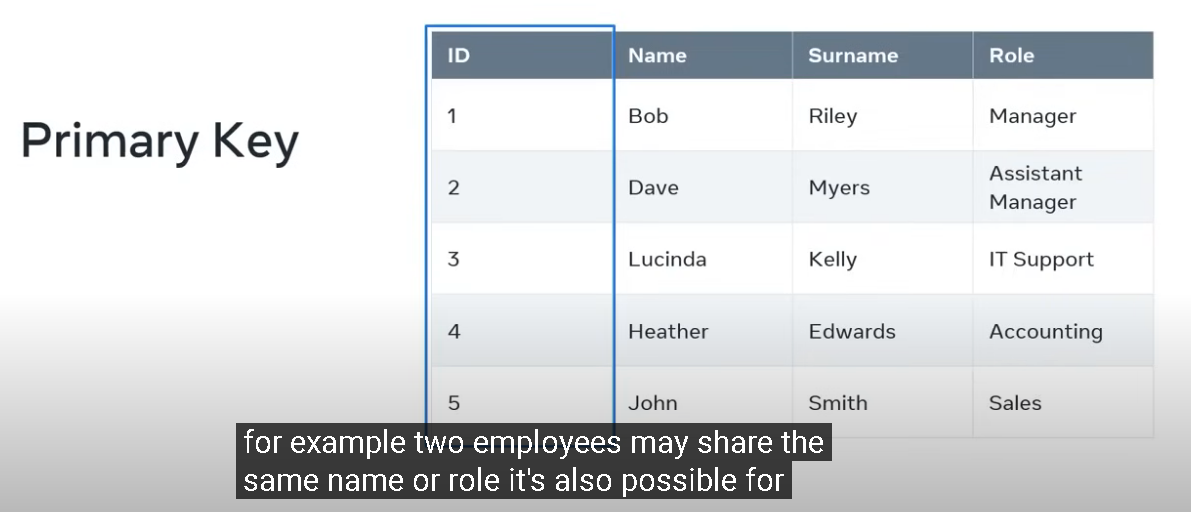 Primary Key
ID Name Surname Role
1 Bob Riley Manager
2 Dave Myers Assistant Manager
3 Lucinda Kelly IT Support
4 Heather Edwards Accounting
5 John Smith Sales
for example two employees may share the
same name or role it's also possible for